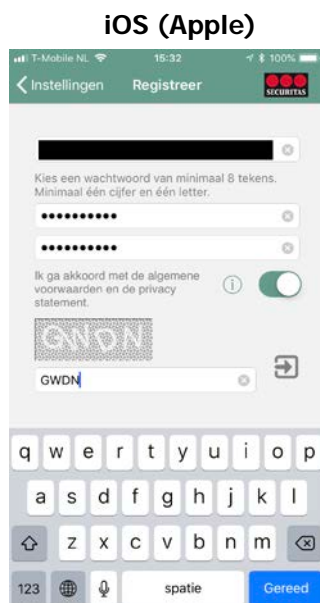 iOS (Apple)
T-Mobile NL 15:32 100%
Instellingen Registreer SECURITAS
Kies een wachtwoord van minimaal 8 tekens.
Minimaal één cijfer en één letter.
Ik ga akkoord met de algemene
voorwaarden en de privacy
statement.
GWDN
GWDN
q w e r t y u i o p
a s d f g h j k l
z x c v b n m
123 spatie Gereed